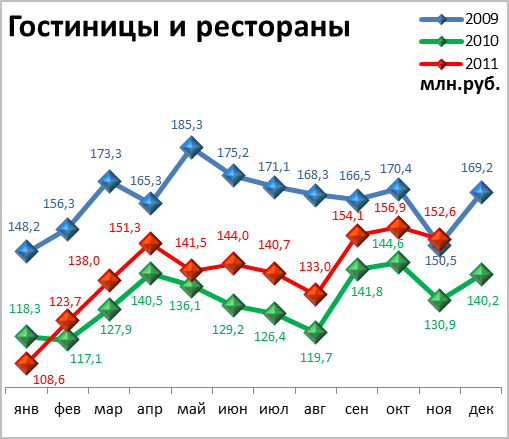 Гостиницы и рестораны
2009
2010
2011
млн.руб.
148,2 156,3 173,3 165,3 185,3 175,2 171,1 168,3 166,5 170,4 150,5 169,2
108,6 123,7 138,0 151,3 141,5 144,0 140,7 133,0 154,1 156,9 152,6
118,3 117,1 127,9 140,5 136,1 129,2 126,4 119,7 141,8 144,6 130,9 140,2
янв фев мар апр май июн июл авг сен окт ноя дек